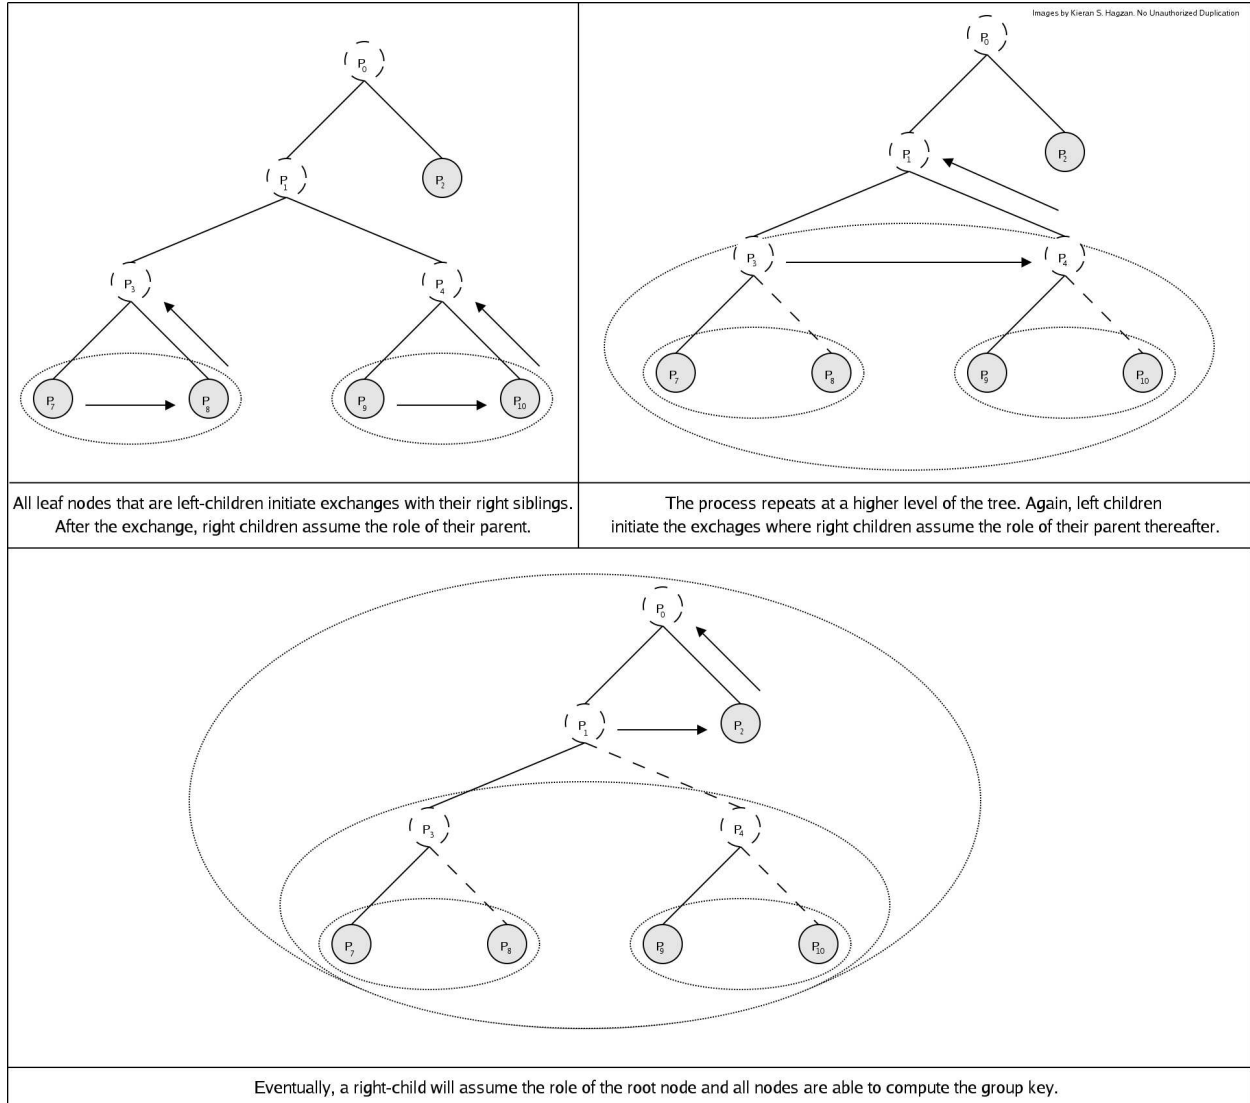 Images by Kieran S. Hagzan. No Unauthorized Duplication
P0
P1
P2
P3
P4
P7
P8
P9
P10
All leaf nodes that are left-children initiate exchanges with their right siblings.
After the exchange, right children assume the role of their parent.
P0
P1
P2
P3
P4
P7
P8
P9
P10
The process repeats at a higher level of the tree. Again, left children
initiate the exchages where right children assume the role of their parent thereafter.
P0
P1
P2
P3
P4
P7
P8
P9
P10
Eventually, a right-child will assume the role of the root node and all nodes are able to compute the group key.